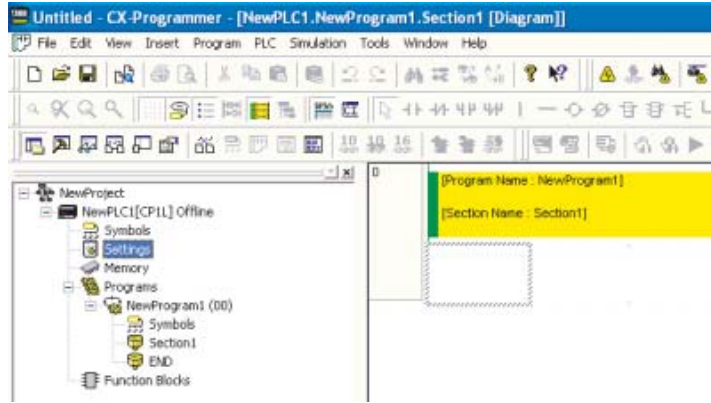 Untitled - CX-Programmer - [NewPLC1.NewProgram1.Section1 [Diagram]]
File Edit View Insert Program PLC Simulation Tools Window Help
NewProject
NewPLC1[CP1L] Offline
Symbols
Settings
Memory
Programs
NewProgram1 (00)
Symbols
Section1
END
Function Blocks
0
[Program Name : NewProgram1]
[Section Name : Section1]